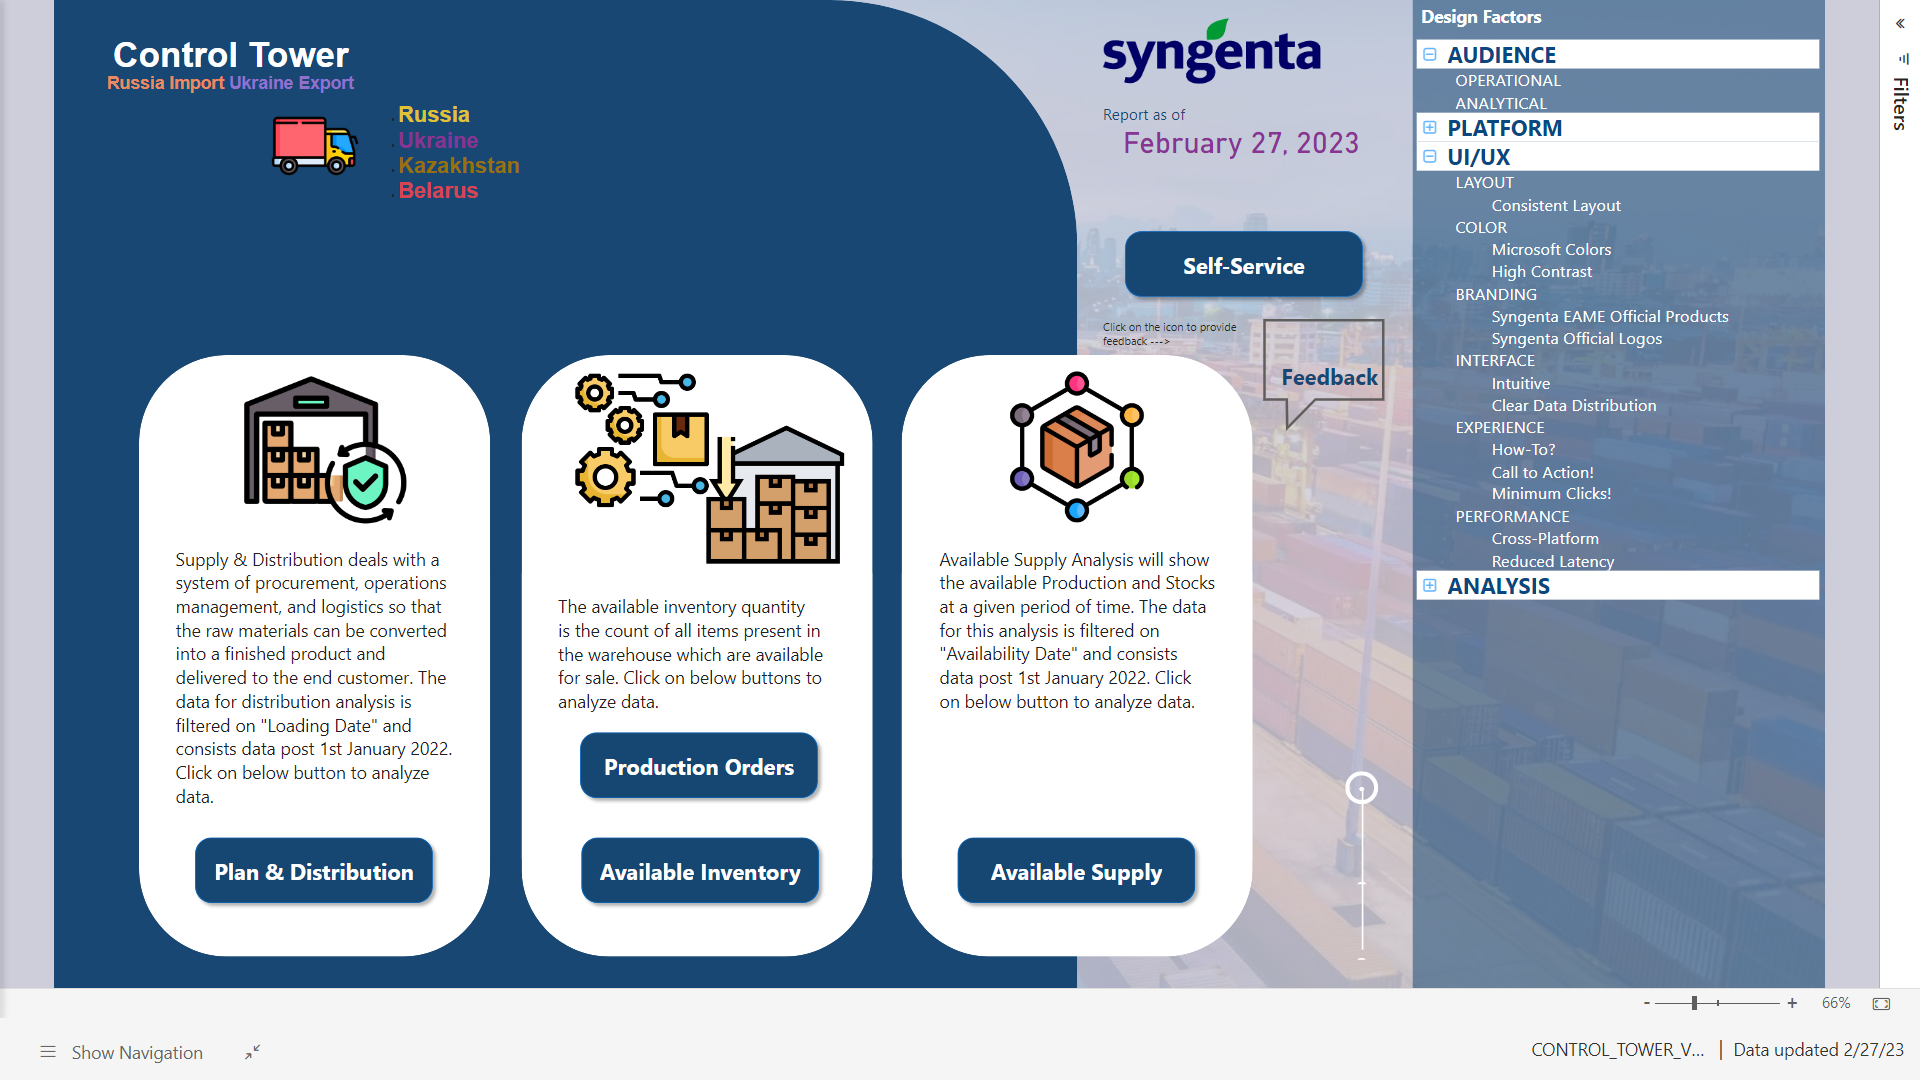 Control Tower
Russia Import Ukraine Export
. Russia
. Ukraine
. Kazakhstan
. Belarus
syngenta
Report as of
February 27, 2023
Self-Service
Click on the icon to provide
feedback --->
Feedback
Supply & Distribution deals with a
system of procurement, operations
management, and logistics so that
the raw materials can be converted
into a finished product and
delivered to the end customer. The
data for distribution analysis is
filtered on "Loading Date" and
consists data post 1st January 2022.
Click on below button to analyze
data.
Plan & Distribution
The available inventory quantity
is the count of all items present in
the warehouse which are available
for sale. Click on below buttons to
analyze data.
Production Orders
Available Inventory
Available Supply Analysis will show
the available Production and Stocks
at a given period of time. The data
for this analysis is filtered on
"Availability Date" and consists
data post 1st January 2022. Click
on below button to analyze data.
Available Supply
Design Factors
AUDIENCE
OPERATIONAL
ANALYTICAL
PLATFORM
UI/UX
LAYOUT
Consistent Layout
COLOR
Microsoft Colors
High Contrast
BRANDING
Syngenta EAME Official Products
Syngenta Official Logos
INTERFACE
Intuitive
Clear Data Distribution
EXPERIENCE
How-To?
Call to Action!
Minimum Clicks!
PERFORMANCE
Cross-Platform
Reduced Latency
ANALYSIS
Filters
- + 66%
Show Navigation
CONTROL_TOWER_V... | Data updated 2/27/23